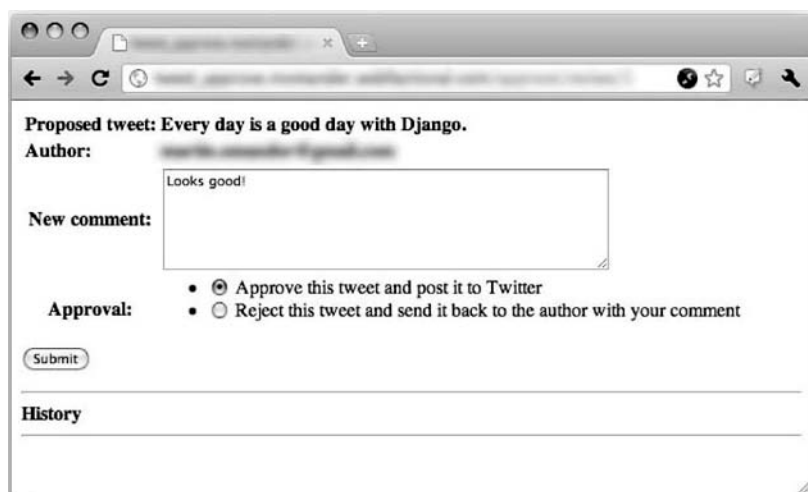 Proposed tweet: Every day is a good day with Django.
Author:
New comment: Looks good!
Approval:
Approve this tweet and post it to Twitter
Reject this tweet and send it back to the author with your comment
Submit
History